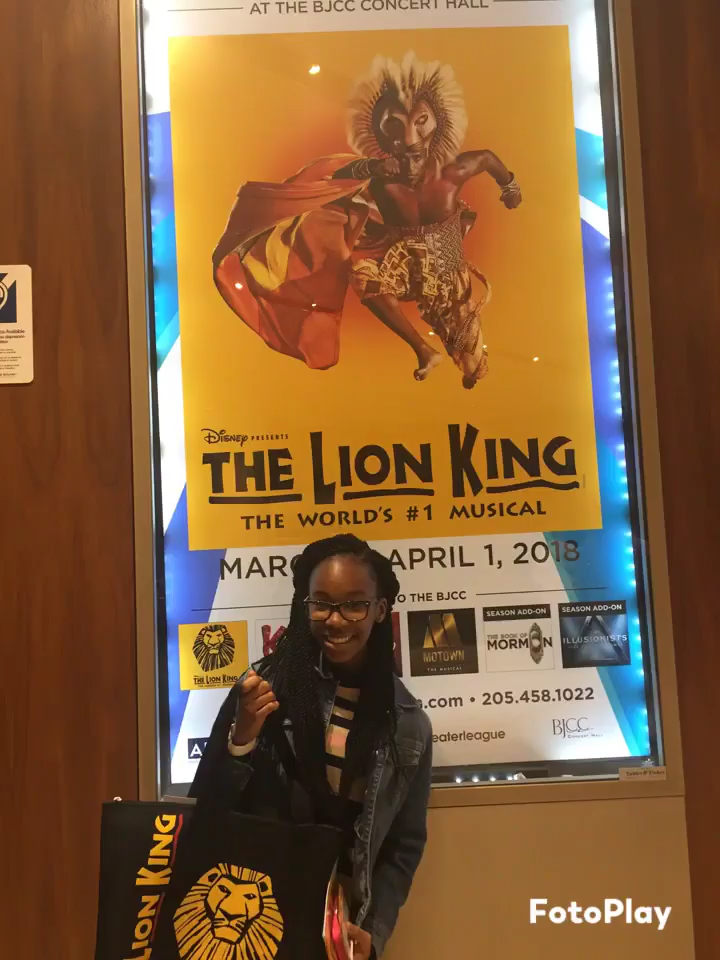 AT THE BJCC CONCERT HALL
Disney PRESENTS
THE LION KING
THE WORLD'S #1 MUSICAL
APRIL 1, 2018
TO THE BJCC
THE LION KING
MOTOWN
THE MUSICAL
SEASON ADD-ON
THE BOOK OF
MORMON
SEASON ADD-ON
ILLUSIONISTS
.com • 205.458.1022
eaterleague
BJCC
CONCERT HALL
LION KING
FotoPlay